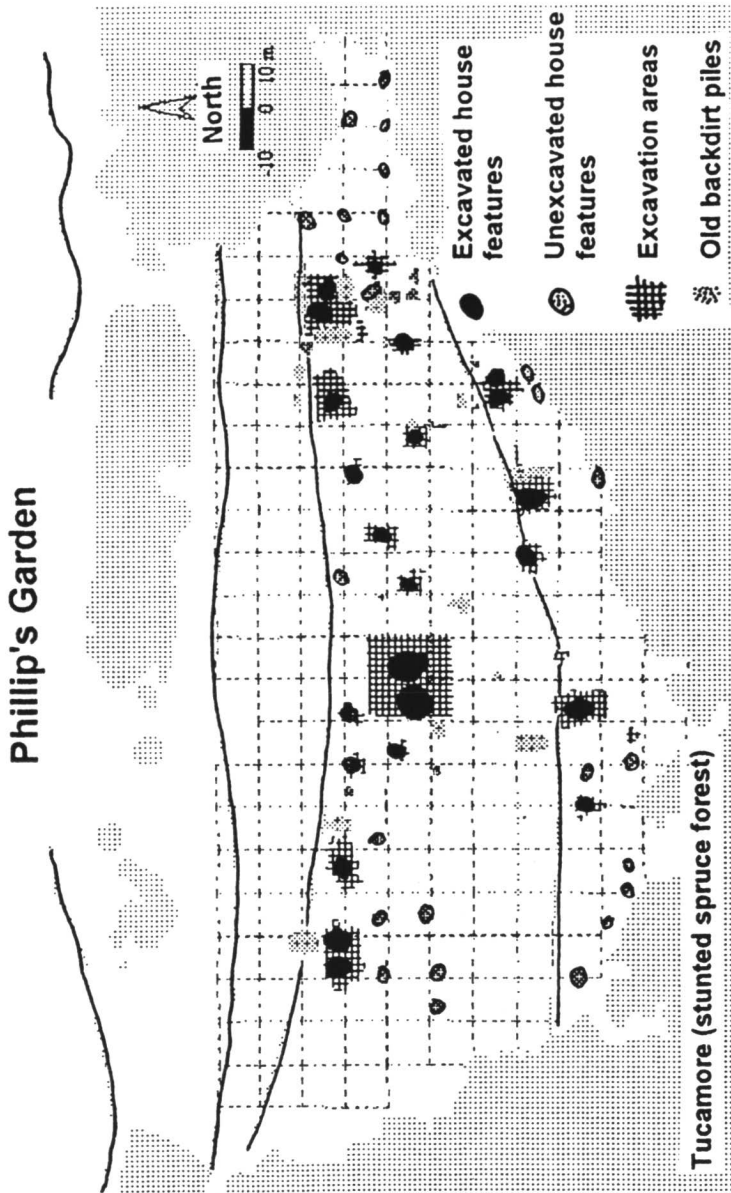 Phillip's Garden
North
-10 0 10 m
Excavated house
features
Unexcavated house
features
Excavation areas
Old backdirt piles
Tucamore (stunted spruce forest)